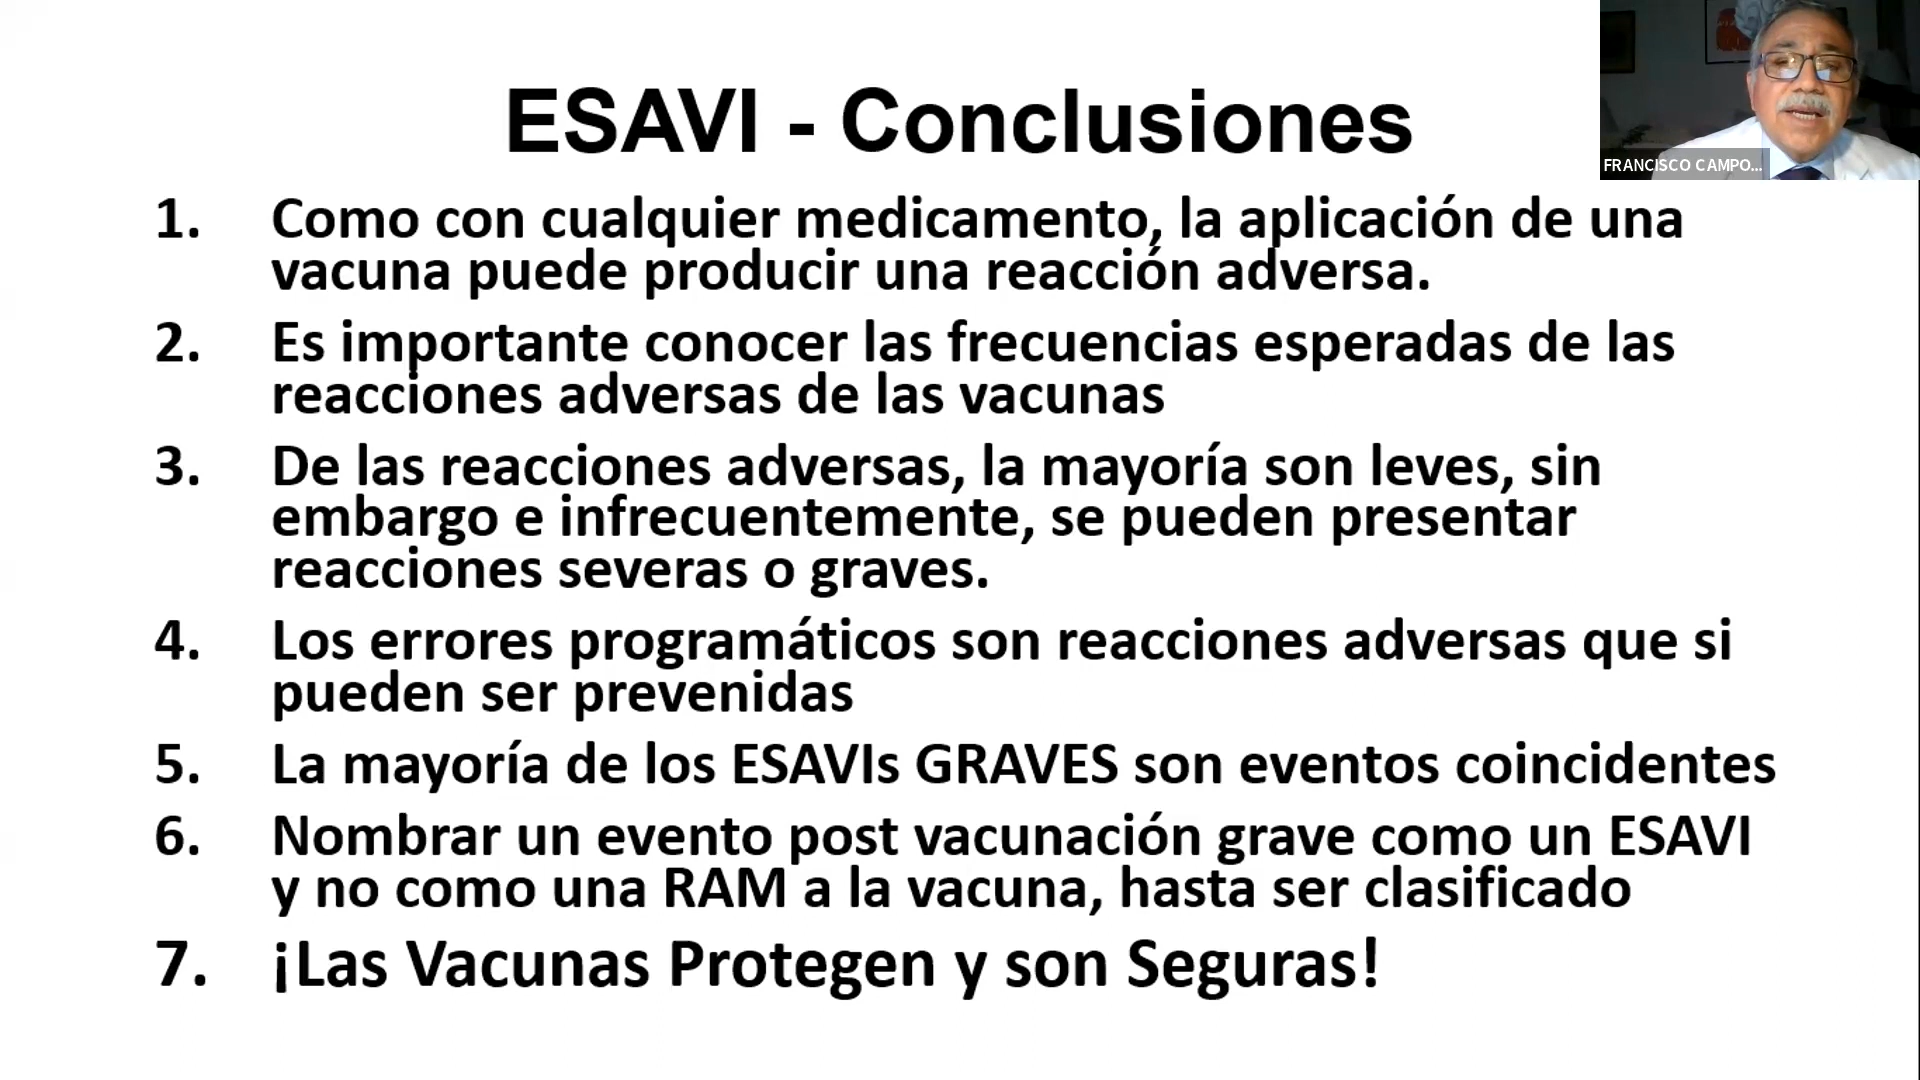 ESAVI - Conclusiones
FRANCISCO CAMPO...
1. Como con cualquier medicamento, la aplicación de una
vacuna puede producir una reacción adversa.
2. Es importante conocer las frecuencias esperadas de las
reacciones adversas de las vacunas
3. De las reacciones adversas, la mayoría son leves, sin
embargo e infrecuentemente, se pueden presentar
reacciones severas o graves.
4. Los errores programáticos son reacciones adversas que si
pueden ser prevenidas
5. La mayoría de los ESAVIs GRAVES son eventos coincidentes
6. Nombrar un evento post vacunación grave como un ESAVI
y no como una RAM a la vacuna, hasta ser clasificado
7. ¡Las Vacunas Protegen y son Seguras!